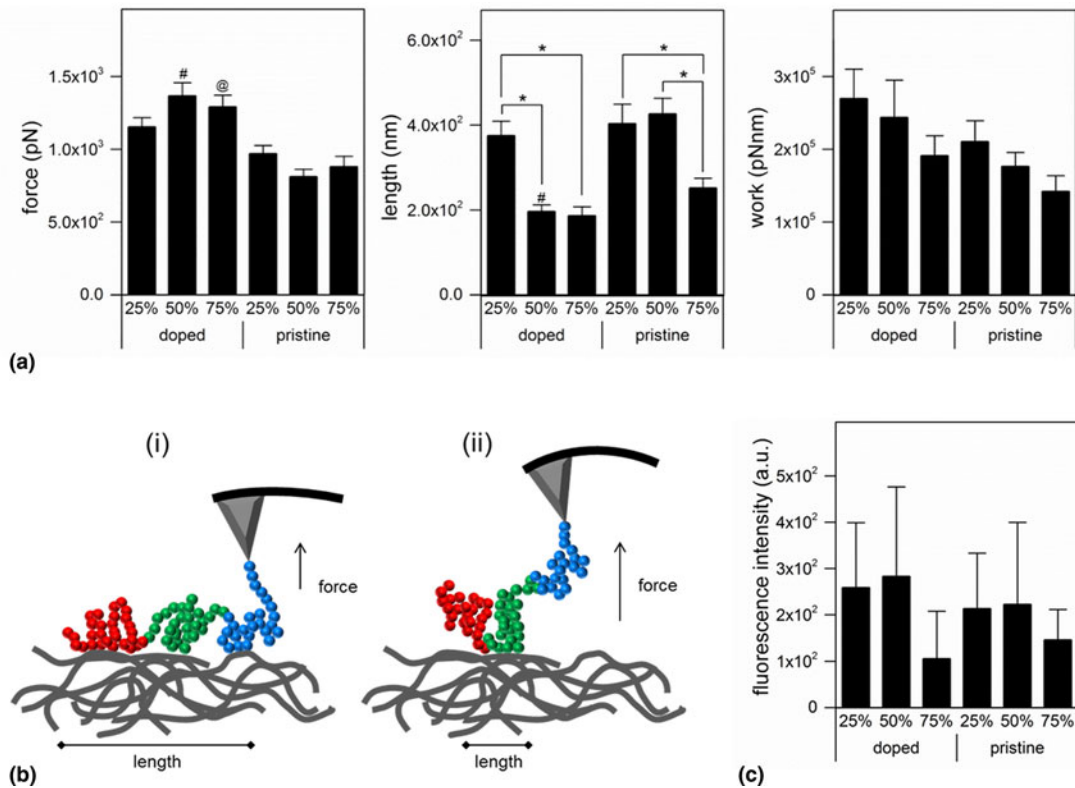 force (pN)
1.5x10³
1.0x10³
5.0x10²
0.0
#
@
25% 50% 75% 25% 50% 75%
doped pristine
length (nm)
6.0x10²
4.0x10²
2.0x10²
0.0
*
*
*
*
#
25% 50% 75% 25% 50% 75%
doped pristine
work (pNnm)
3x10⁵
2x10⁵
1x10⁵
0
25% 50% 75% 25% 50% 75%
doped pristine
(a)
(i)
force
length
(ii)
force
length
(b)
fluorescence intensity (a.u.)
5x10²
4x10²
3x10²
2x10²
1x10²
0
25% 50% 75% 25% 50% 75%
doped pristine
(c)